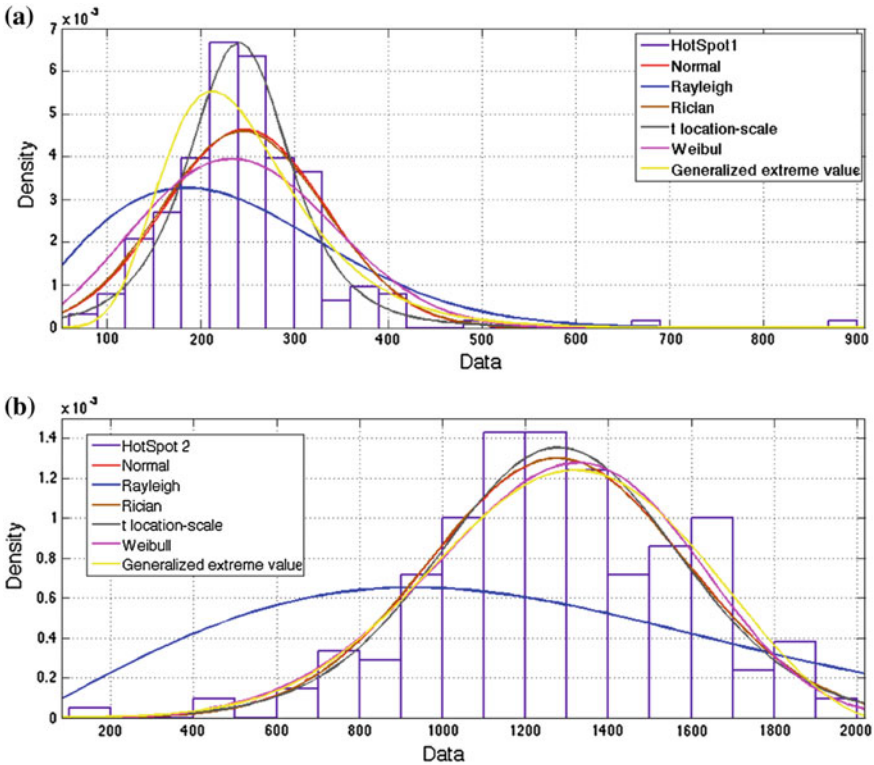 (a)
x 10^-3
7
6
5
4
3
2
1
0
Density
100 200 300 400 500 600 700 800 900
Data
HotSpot1
Normal
Rayleigh
Rician
t location-scale
Weibul
Generalized extreme value
(b)
x 10^-3
1.4
1.2
1
0.8
0.6
0.4
0.2
0
Density
200 400 600 800 1000 1200 1400 1600 1800 2000
Data
HotSpot 2
Normal
Rayleigh
Rician
t location-scale
Weibull
Generalized extreme value